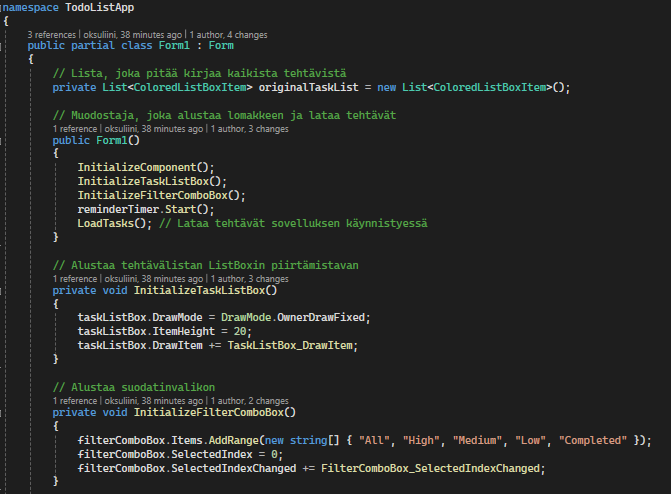 namespace TodoListApp
{
3 references | oksuliini, 38 minutes ago | 1 author, 4 changes
public partial class Form1 : Form
{
// Lista, joka pitää kirjaa kaikista tehtävistä
private List<ColoredListBoxItem> originalTaskList = new List<ColoredListBoxItem>();
// Muodostaja, joka alustaa lomakkeen ja lataa tehtävät
1 reference | oksuliini, 38 minutes ago | 1 author, 3 changes
public Form1()
{
InitializeComponent();
InitializeTaskListBox();
InitializeFilterComboBox();
reminderTimer.Start();
LoadTasks(); // Lataa tehtävät sovelluksen käynnistyessä
}
// Alustaa tehtävälistan ListBoxin piirtämistavan
1 reference | oksuliini, 38 minutes ago | 1 author, 3 changes
private void InitializeTaskListBox()
{
taskListBox.DrawMode = DrawMode.OwnerDrawFixed;
taskListBox.ItemHeight = 20;
taskListBox.DrawItem += TaskListBox_DrawItem;
}
// Alustaa suodatinvalikon
1 reference | oksuliini, 38 minutes ago | 1 author, 2 changes
private void InitializeFilterComboBox()
{
filterComboBox.Items.AddRange(new string[] { "All", "High", "Medium", "Low", "Completed" });
filterComboBox.SelectedIndex = 0;
filterComboBox.SelectedIndexChanged += FilterComboBox_SelectedIndexChanged;
}